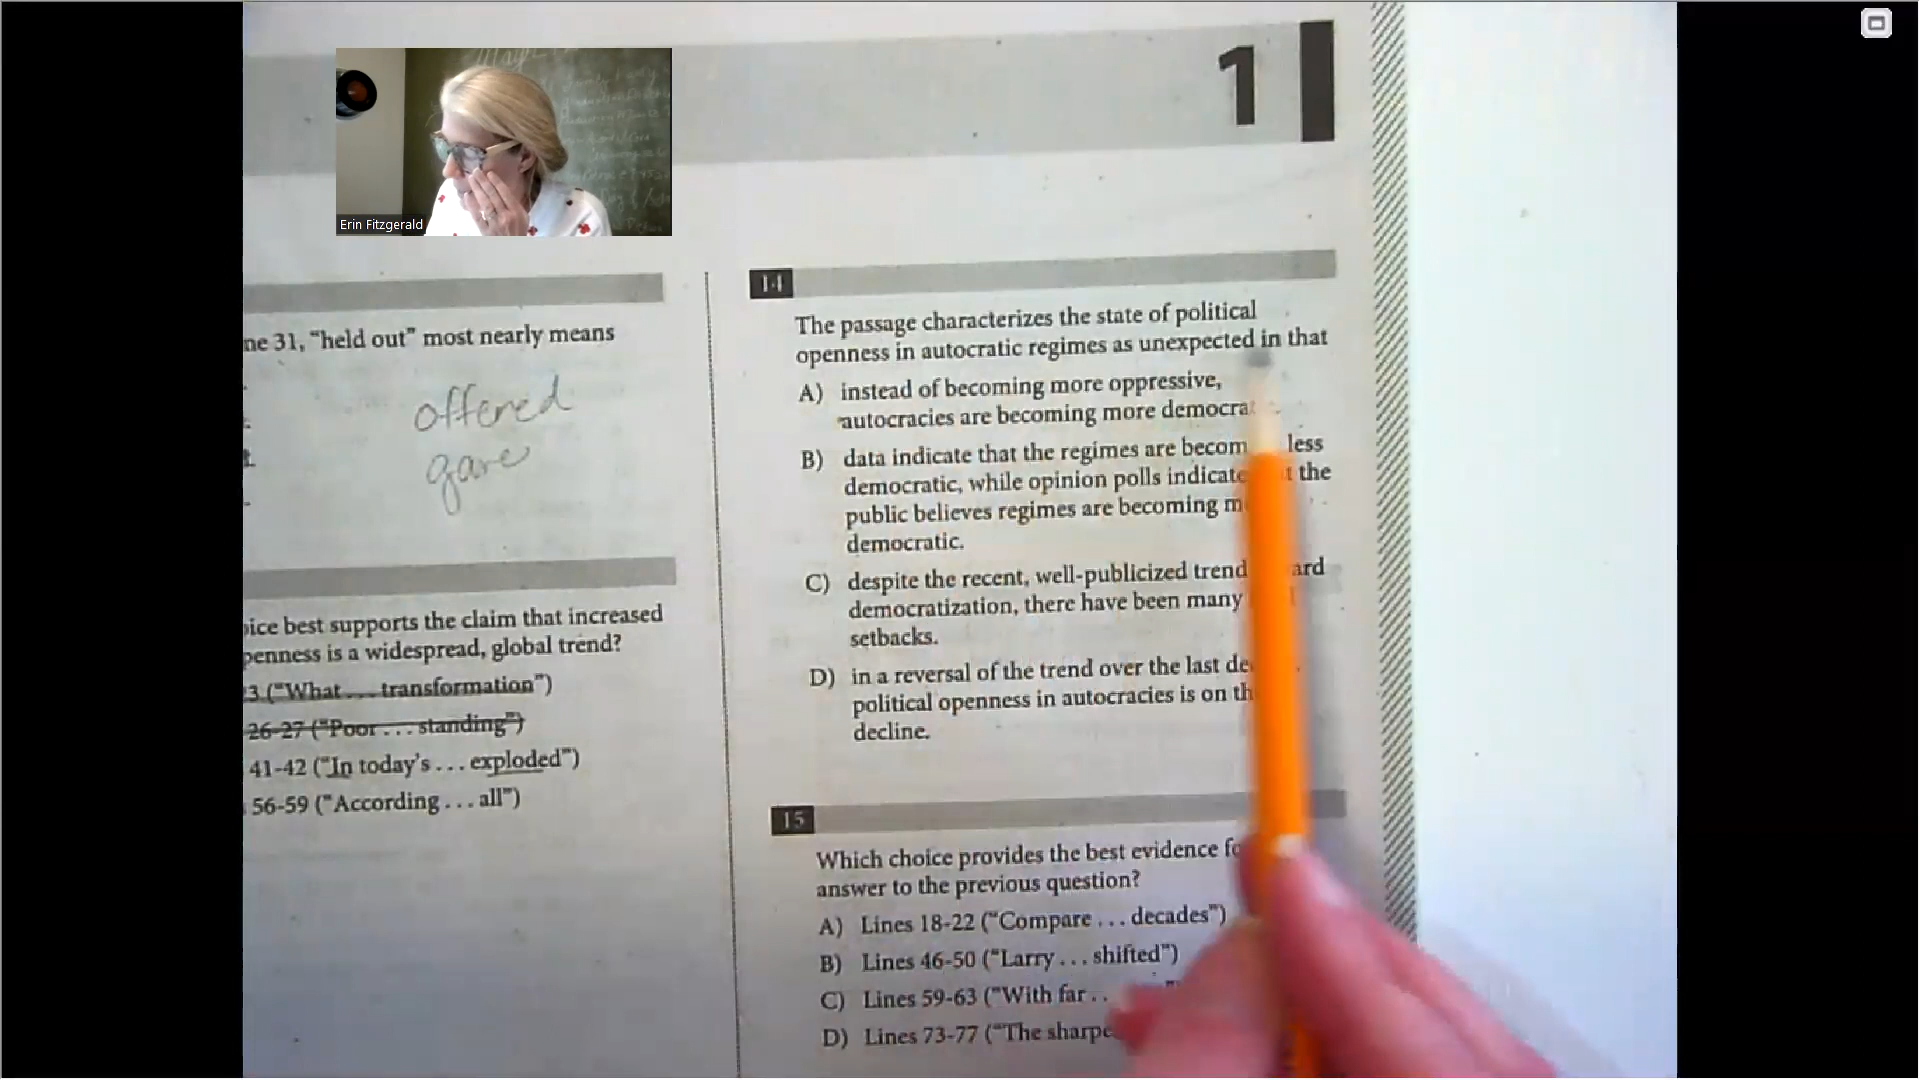 1
Erin Fitzgerald
ne 31, "held out" most nearly means
offered
gave
ice best supports the claim that increased
penness is a widespread, global trend?
3 ("What . . . transformation")
26-27 ("Poor . . . standing")
41-42 ("In today's . . . exploded")
56-59 ("According . . . all")
14
The passage characterizes the state of political
openness in autocratic regimes as unexpected in that
A) instead of becoming more oppressive,
autocracies are becoming more democra
B) data indicate that the regimes are becom less
democratic, while opinion polls indicate the
public believes regimes are becoming m
democratic.
C) despite the recent, well-publicized trend ard
democratization, there have been many
setbacks.
D) in a reversal of the trend over the last de
political openness in autocracies is on th
decline.
15
Which choice provides the best evidence fo
answer to the previous question?
A) Lines 18-22 ("Compare . . . decades")
B) Lines 46-50 ("Larry . . . shifted")
C) Lines 59-63 ("With far . .
D) Lines 73-77 ("The sharpe